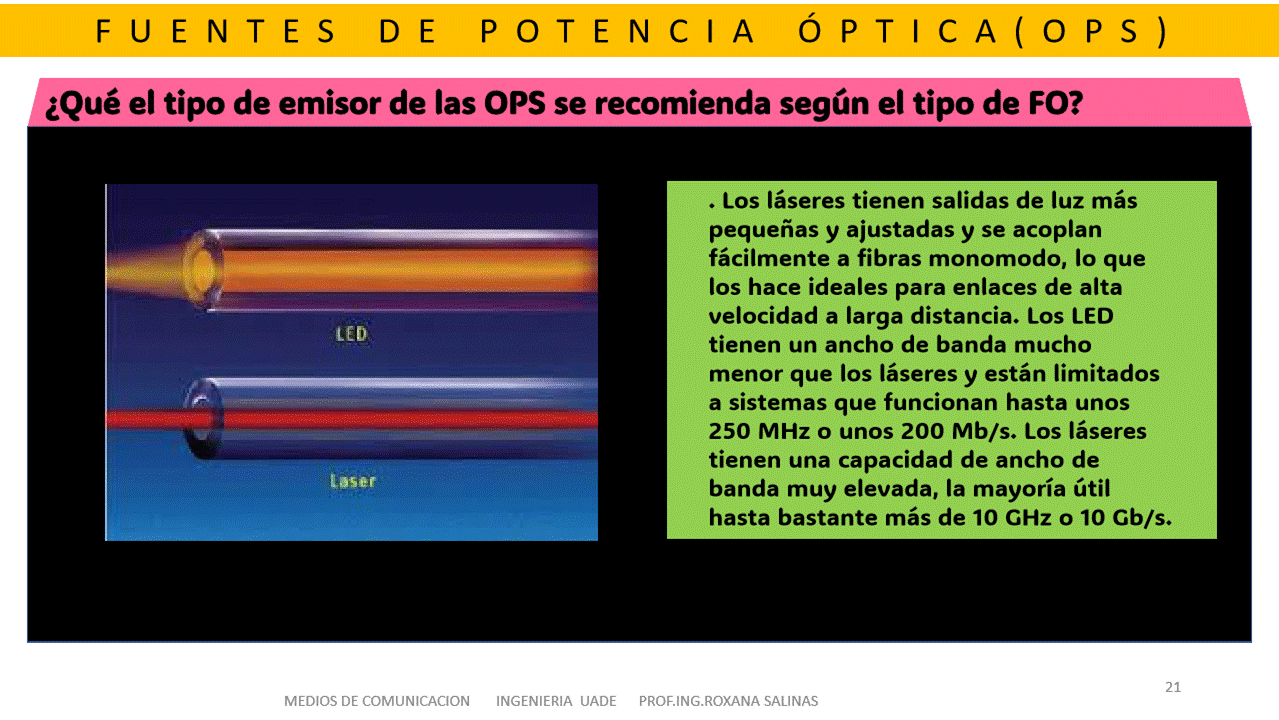 FUENTES DE POTENCIA ÓPTICA(OPS)
¿Qué el tipo de emisor de las OPS se recomienda según el tipo de FO?
LED
Laser
. Los láseres tienen salidas de luz más
pequeñas y ajustadas y se acoplan
fácilmente a fibras monomodo, lo que
los hace ideales para enlaces de alta
velocidad a larga distancia. Los LED
tienen un ancho de banda mucho
menor que los láseres y están limitados
a sistemas que funcionan hasta unos
250 MHz o unos 200 Mb/s. Los láseres
tienen una capacidad de ancho de
banda muy elevada, la mayoría útil
hasta bastante más de 10 GHz o 10 Gb/s.
21
MEDIOS DE COMUNICACION INGENIERIA UADE PROF.ING.ROXANA SALINAS